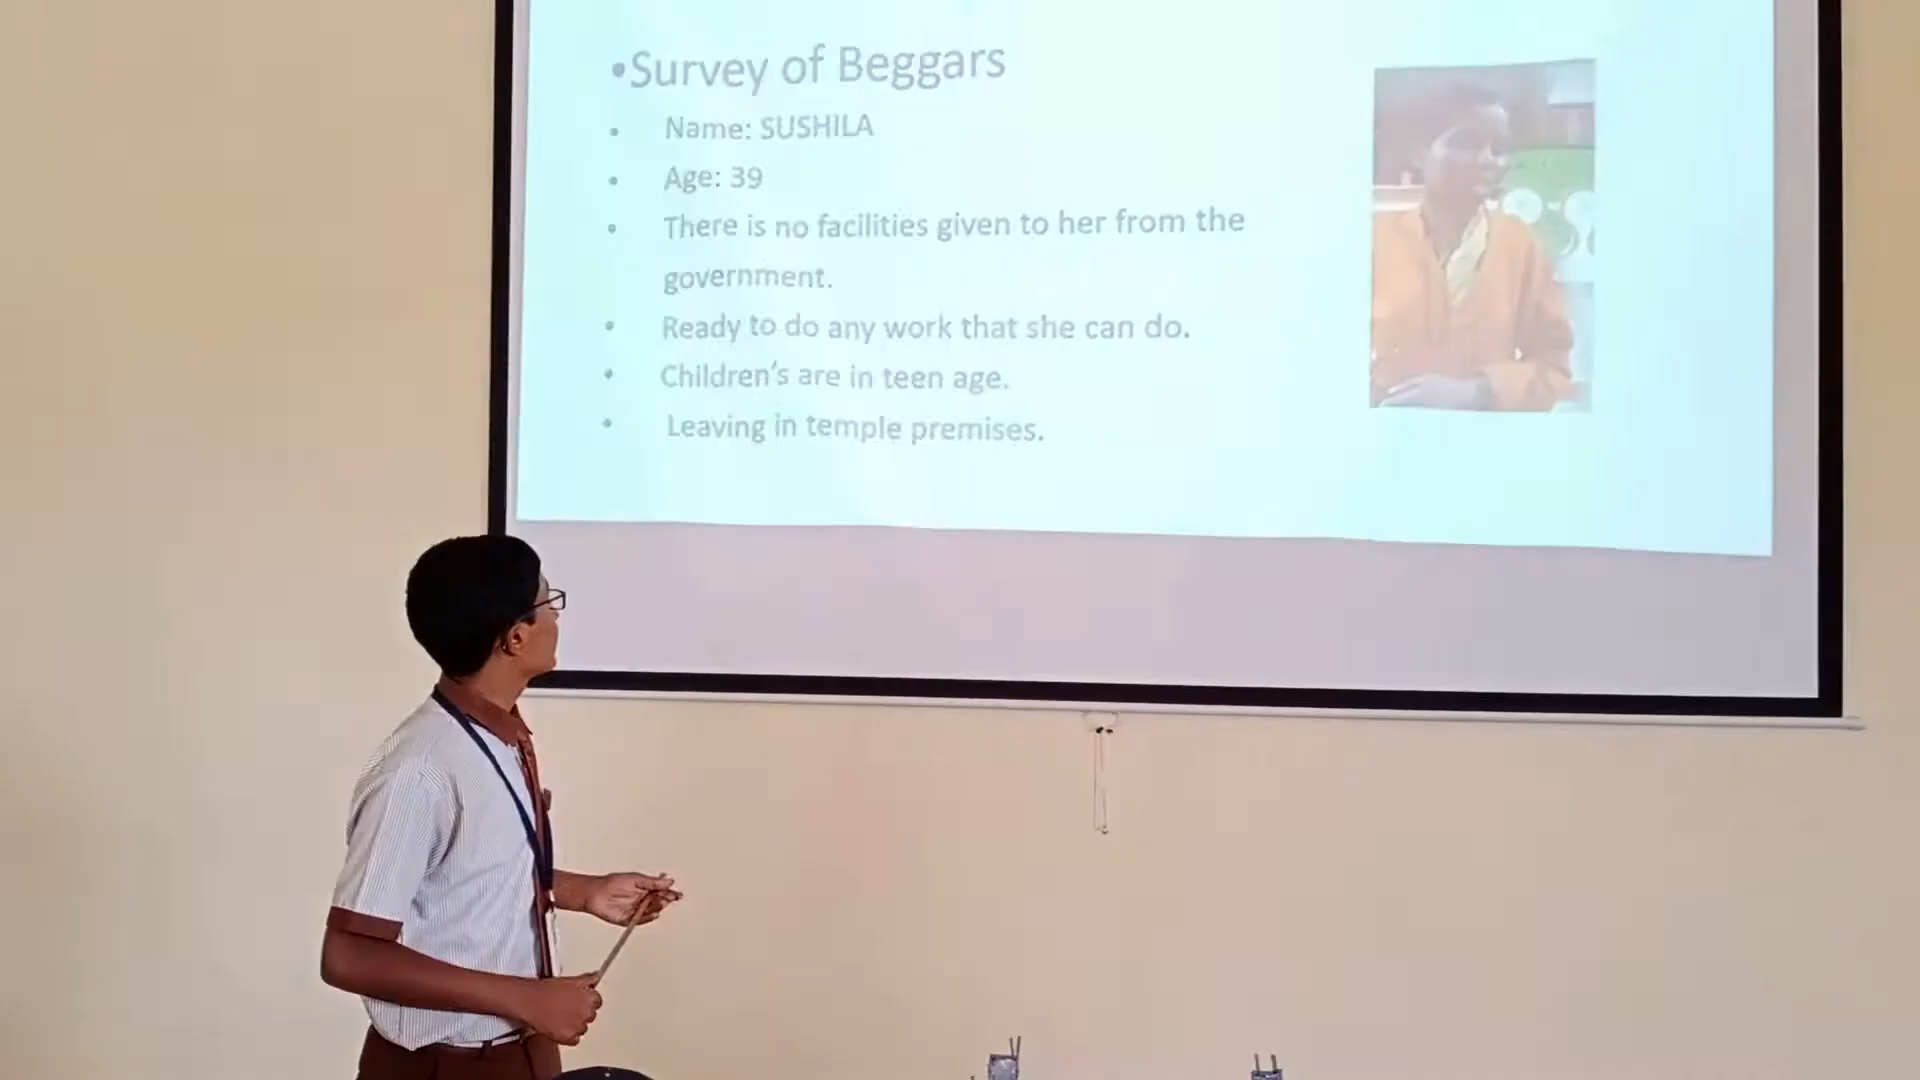 •Survey of Beggars
• Name: SUSHILA
• Age: 39
• There is no facilities given to her from the
government.
• Ready to do any work that she can do.
• Children's are in teen age.
• Leaving in temple premises.